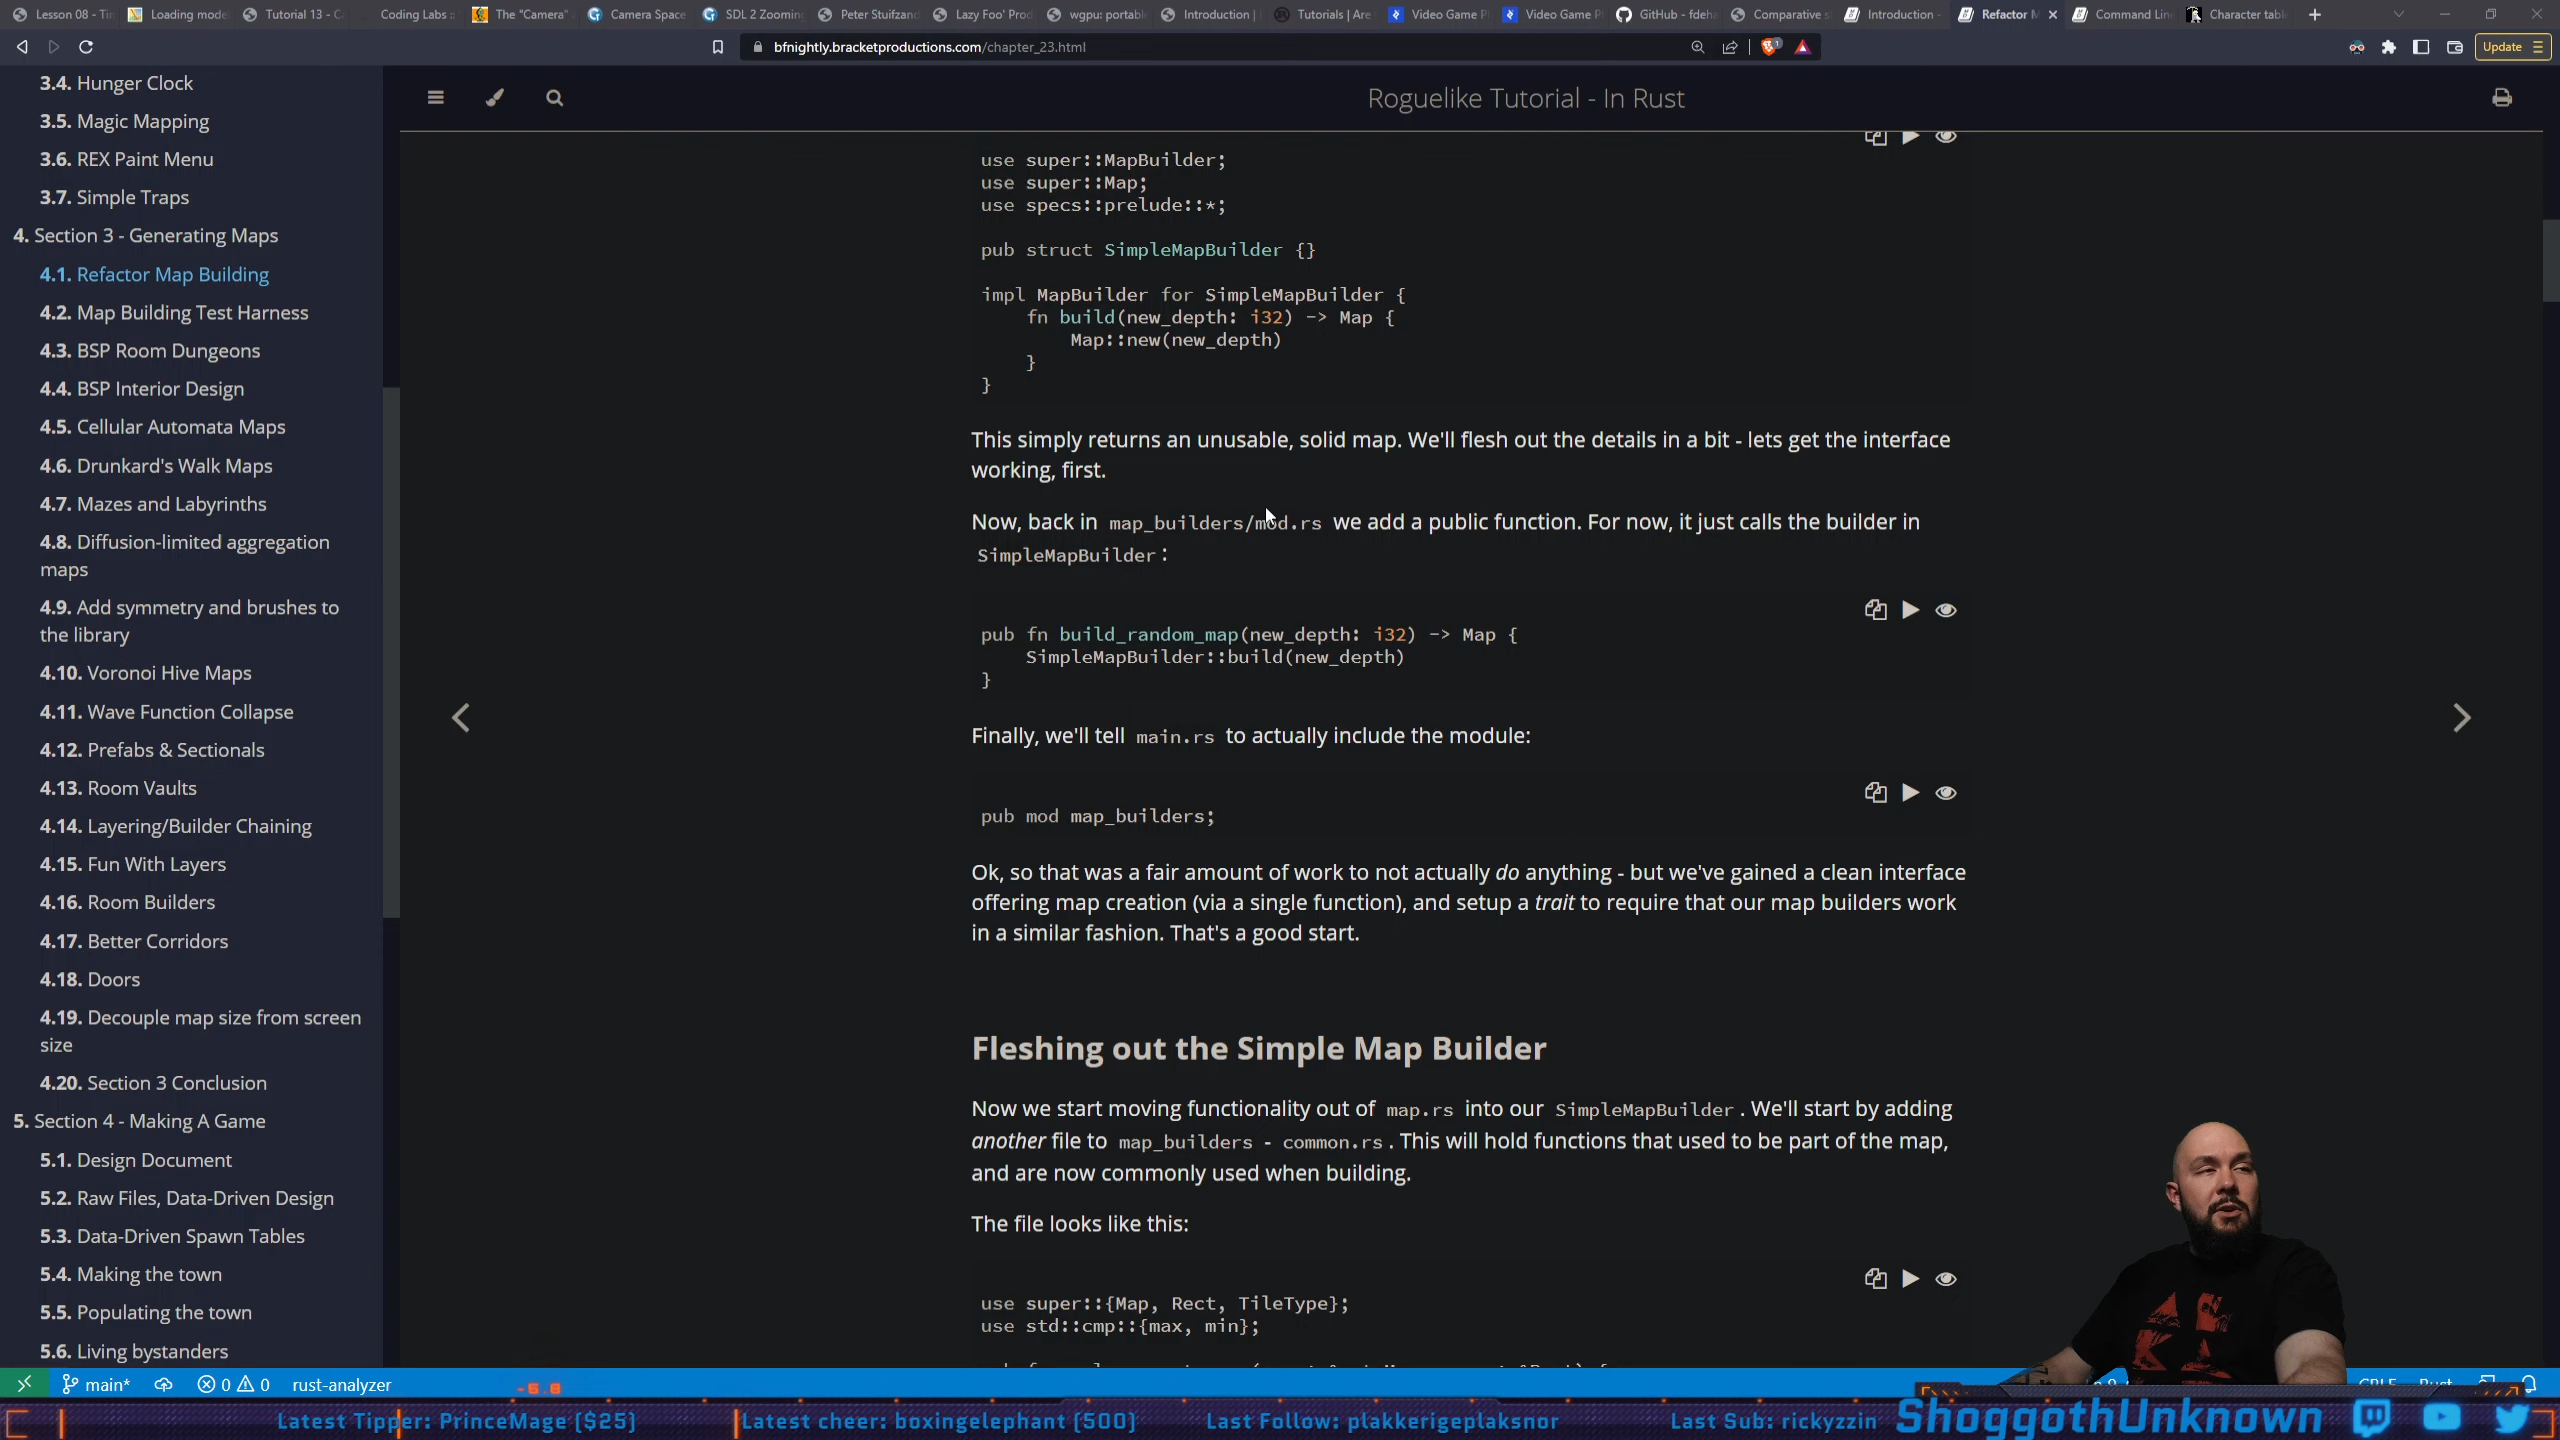 Lesson 08 - Tim
Loading mode
Tutorial 13 - C
Coding Labs ::
The "Camera"
Camera Space
SDL 2 Zoomin
Peter Stuifzand
Lazy Foo' Prod
wgpu: portabl
Introduction |
Tutorials | Are
Video Game P
Video Game P
GitHub - fdeh
Comparative s
Introduction -
Refactor M
Command Lin
Character tabl
bfnightly.bracketproductions.com/chapter_23.html
Update
3.4. Hunger Clock
3.5. Magic Mapping
3.6. REX Paint Menu
3.7. Simple Traps
4. Section 3 - Generating Maps
4.1. Refactor Map Building
4.2. Map Building Test Harness
4.3. BSP Room Dungeons
4.4. BSP Interior Design
4.5. Cellular Automata Maps
4.6. Drunkard's Walk Maps
4.7. Mazes and Labyrinths
4.8. Diffusion-limited aggregation
maps
4.9. Add symmetry and brushes to
the library
4.10. Voronoi Hive Maps
4.11. Wave Function Collapse
4.12. Prefabs & Sectionals
4.13. Room Vaults
4.14. Layering/Builder Chaining
4.15. Fun With Layers
4.16. Room Builders
4.17. Better Corridors
4.18. Doors
4.19. Decouple map size from screen
size
4.20. Section 3 Conclusion
5. Section 4 - Making A Game
5.1. Design Document
5.2. Raw Files, Data-Driven Design
5.3. Data-Driven Spawn Tables
5.4. Making the town
5.5. Populating the town
5.6. Living bystanders
Roguelike Tutorial - In Rust
use super::MapBuilder;
use super::Map;
use specs::prelude::*;
pub struct SimpleMapBuilder {}
impl MapBuilder for SimpleMapBuilder {
fn build(new_depth: i32) -> Map {
Map::new(new_depth)
}
}
This simply returns an unusable, solid map. We'll flesh out the details in a bit - lets get the interface
working, first.
Now, back in map_builders/mod.rs we add a public function. For now, it just calls the builder in
SimpleMapBuilder:
pub fn build_random_map(new_depth: i32) -> Map {
SimpleMapBuilder::build(new_depth)
}
Finally, we'll tell main.rs to actually include the module:
pub mod map_builders;
Ok, so that was a fair amount of work to not actually do anything - but we've gained a clean interface
offering map creation (via a single function), and setup a trait to require that our map builders work
in a similar fashion. That's a good start.
Fleshing out the Simple Map Builder
Now we start moving functionality out of map.rs into our SimpleMapBuilder. We'll start by adding
another file to map_builders - common.rs. This will hold functions that used to be part of the map,
and are now commonly used when building.
The file looks like this:
use super::{Map, Rect, TileType};
use std::cmp::{max, min};
main*
0
0
rust-analyzer
-5.8
CRLF
Rust
Latest Tipper: PrinceMage ($25)
Latest cheer: boxingelephant (500)
Last Follow: plakkerigeplaksnor
Last Sub: rickyzzin
ShoggothUnknown